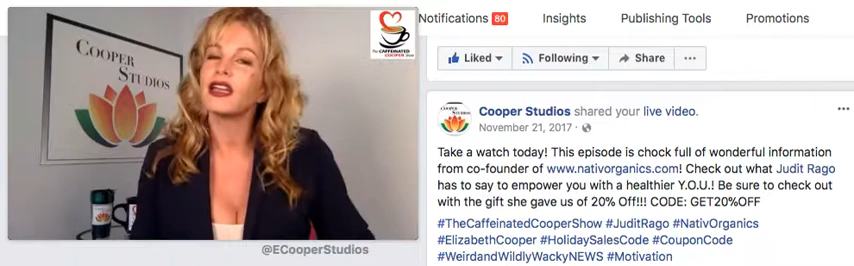 COOPER
STUDIOS
The CAFFEINATED
COOPER Show
@ECooperStudios
Notifications 80 Insights Publishing Tools Promotions
Liked Following Share ...
Cooper Studios shared your live video.
November 21, 2017 ·
Take a watch today! This episode is chock full of wonderful information
from co-founder of www.nativorganics.com! Check out what Judit Rago
has to say to empower you with a healthier Y.O.U.! Be sure to check out
with the gift she gave us of 20% Off!!! CODE: GET20%OFF
#TheCaffeinatedCooperShow #JuditRago #NativOrganics
#ElizabethCooper #HolidaySalesCode #CouponCode
#WeirdandWildlyWackyNEWS #Motivation